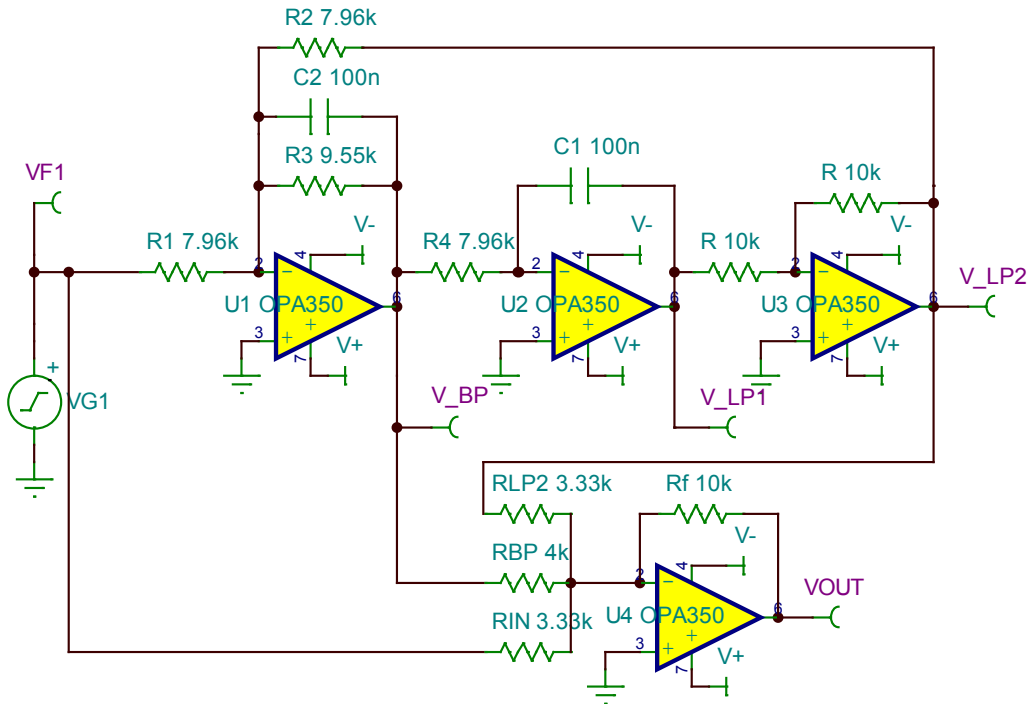 R2 7.96k
C2 100n
R3 9.55k
C1 100n
R 10k
VF1
V-
V-
V-
R1 7.96k
R4 7.96k
R 10k
2
4
2
4
2
4
V_LP2
U1 OPA350
6
U2 OPA350
6
U3 OPA350
6
3
7
V+
3
7
V+
3
7
V+
VG1
V_BP
V_LP1
RLP2 3.33k
Rf 10k
V-
RBP 4k
2
4
VOUT
RIN 3.33k
U4 OPA350
6
3
7
V+